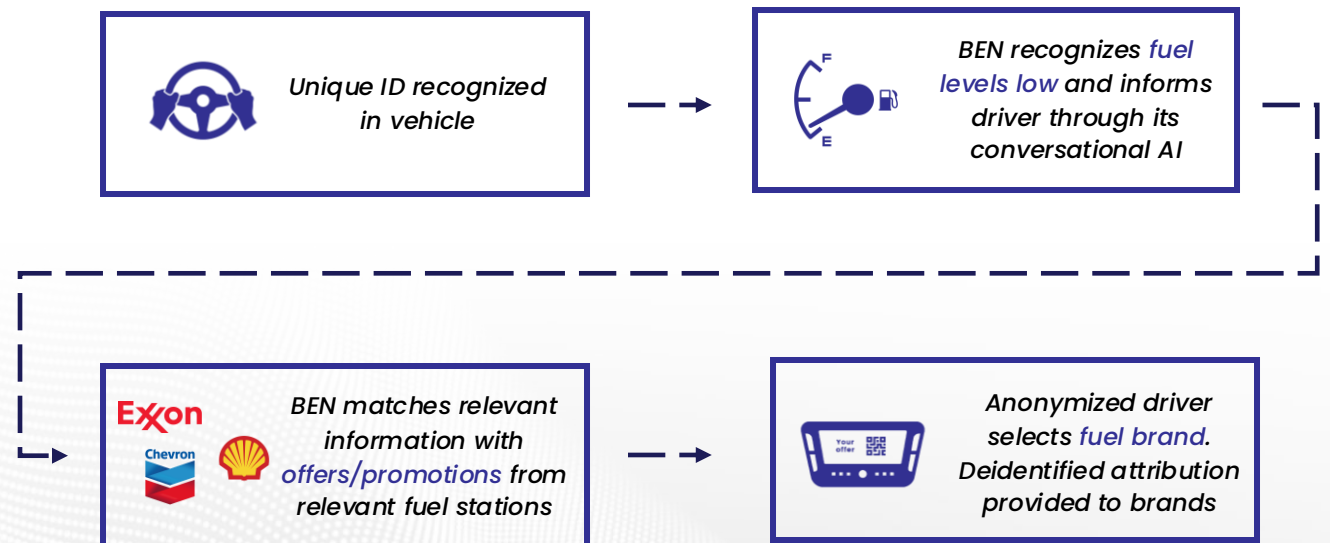 Unique ID recognized
in vehicle
F
E
BEN recognizes fuel
levels low and informs
driver through its
conversational AI
Exxon
Chevron
BEN matches relevant
information with
offers/promotions from
relevant fuel stations
Your
offer
Anonymized driver
selects fuel brand.
Deidentified attribution
provided to brands